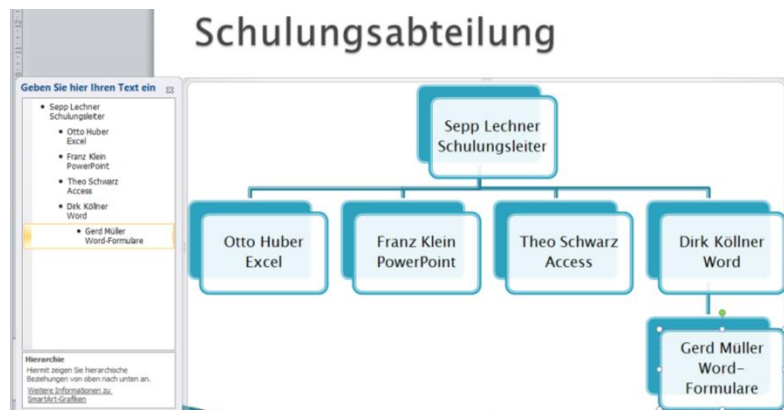 Schulungsabteilung
Geben Sie hier Ihren Text ein
Sepp Lechner
Schulungsleiter
Otto Huber
Excel
Franz Klein
PowerPoint
Theo Schwarz
Access
Dirk Köllner
Word
Gerd Müller
Word-Formulare
Hierarchie
Hiermit zeigen Sie hierarchische
Beziehungen von oben nach unten an.
Weitere Informationen zu
SmartArt-Grafiken
Sepp Lechner
Schulungsleiter
Otto Huber
Excel
Franz Klein
PowerPoint
Theo Schwarz
Access
Dirk Köllner
Word
Gerd Müller
Word-
Formulare